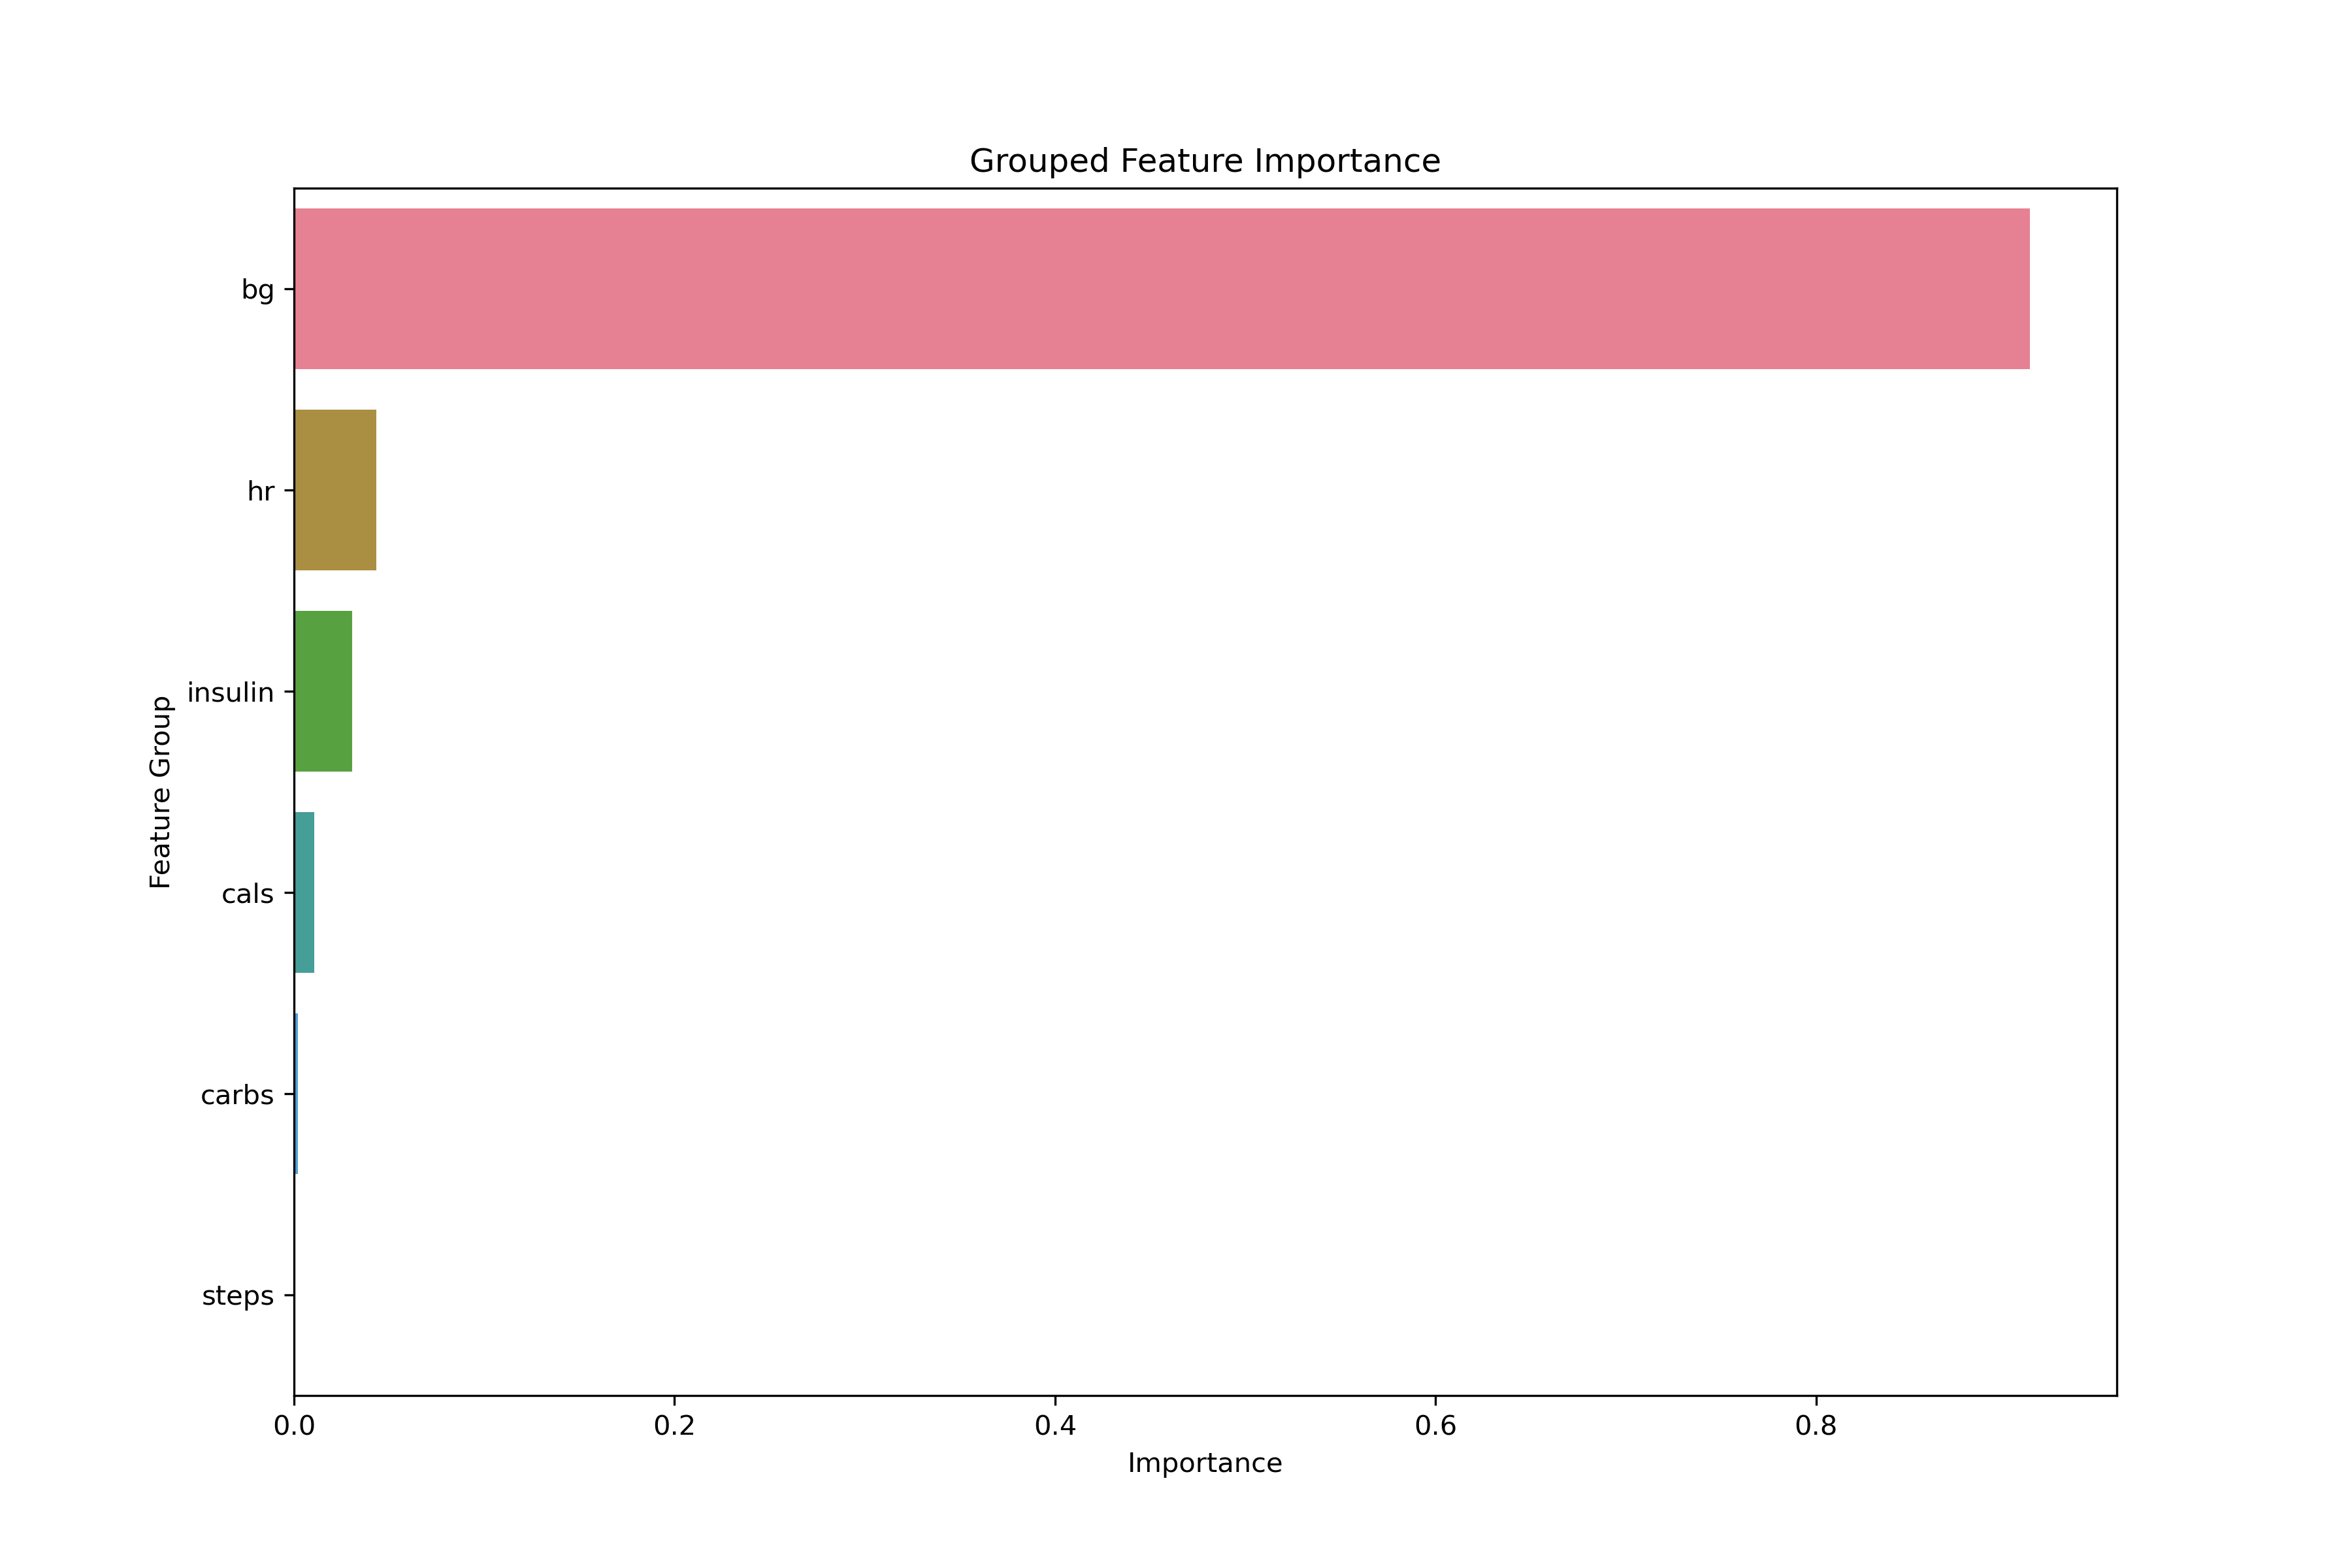 Grouped Feature Importance
bg
hr
insulin
cals
carbs
steps
Feature Group
0.0 0.2 0.4 0.6 0.8
Importance